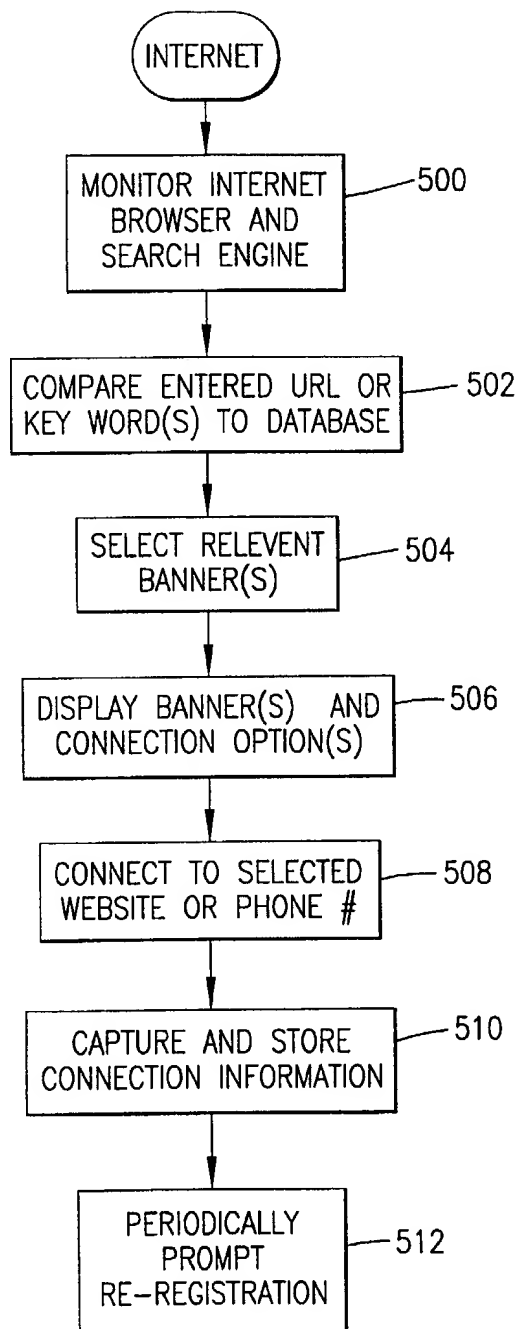 INTERNET
MONITOR INTERNET
BROWSER AND
SEARCH ENGINE
500
COMPARE ENTERED URL OR
KEY WORD(S) TO DATABASE
502
SELECT RELEVENT
BANNER(S)
504
DISPLAY BANNER(S) AND
CONNECTION OPTION(S)
506
CONNECT TO SELECTED
WEBSITE OR PHONE #
508
CAPTURE AND STORE
CONNECTION INFORMATION
510
PERIODICALLY
PROMPT
RE-REGISTRATION
512